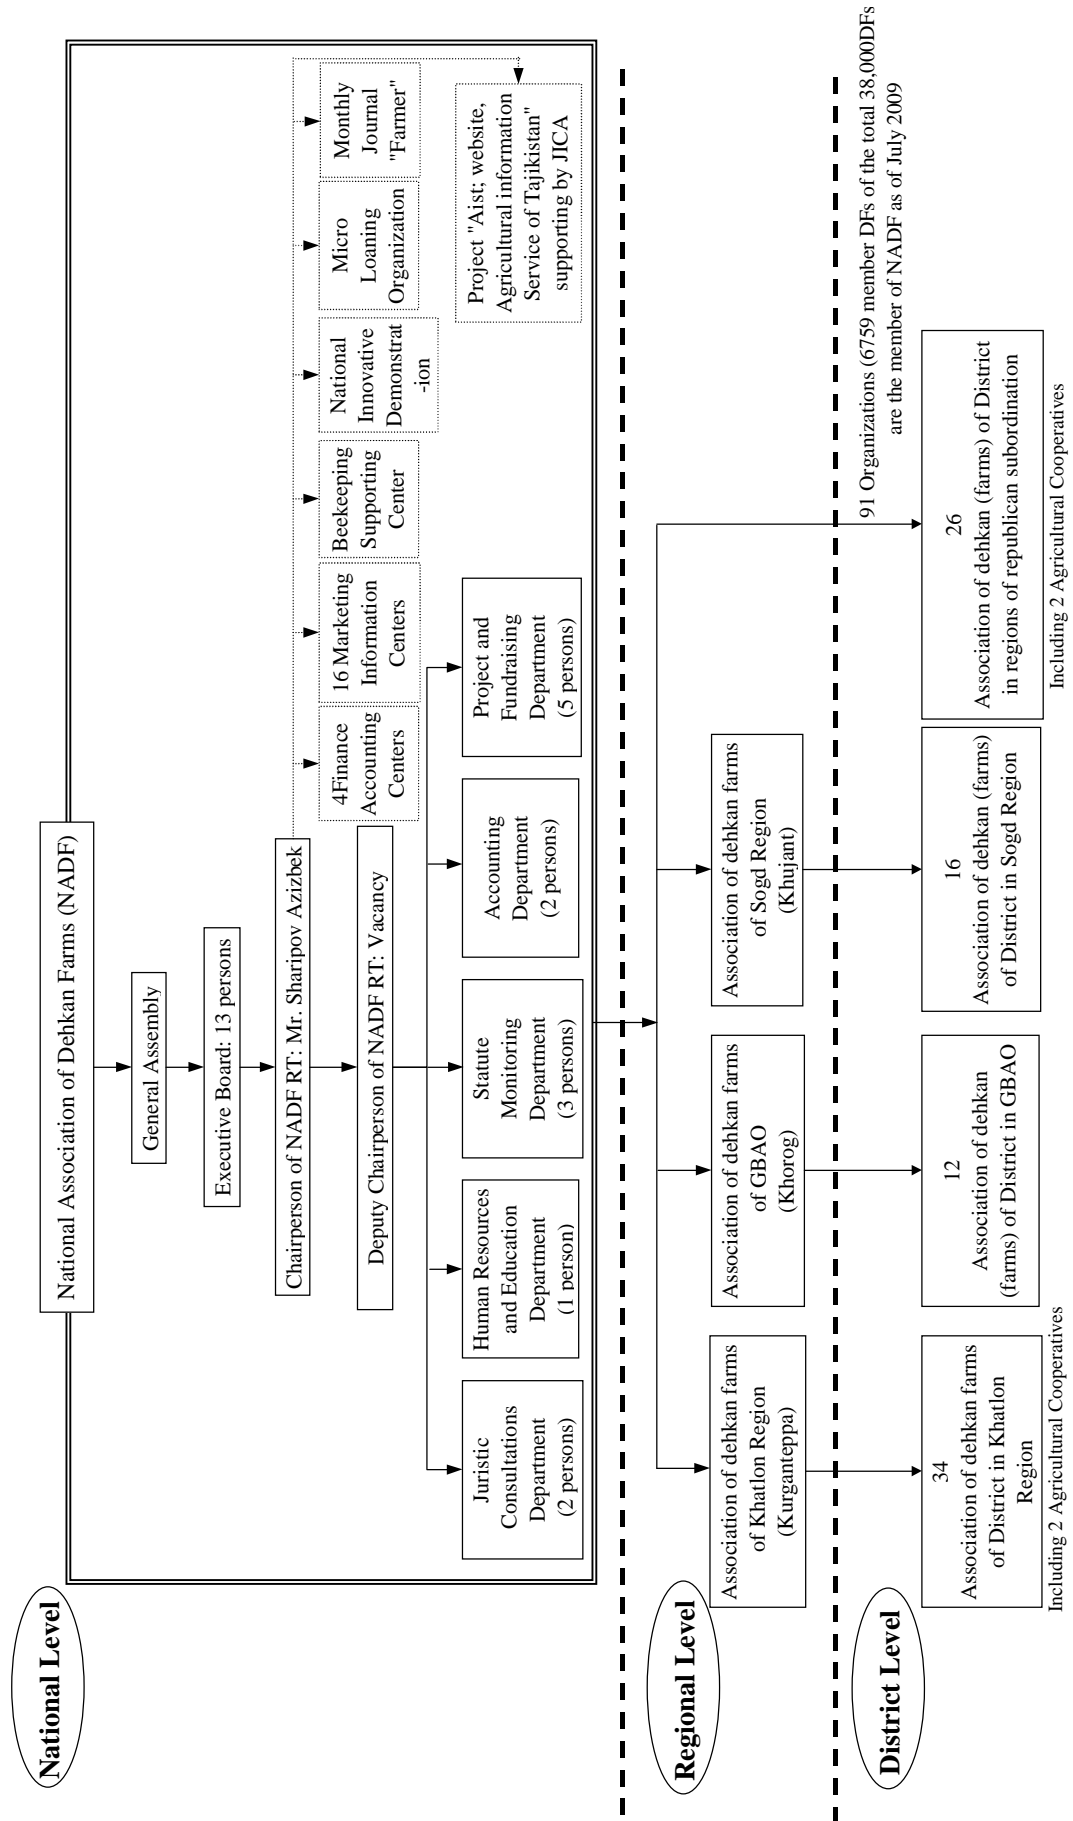 National Level
National Association of Dehkan Farms (NADF)
General Assembly
Executive Board: 13 persons
Chairperson of NADF RT: Mr. Sharipov Azizbek
Deputy Chairperson of NADF RT: Vacancy
4Finance
Accounting
Centers
16 Marketing
Information
Centers
Beekeeping
Supporting
Center
National
Innovative
Demonstrat
-ion
Micro
Loaning
Organization
Monthly
Journal
"Farmer"
Project "Aist; website,
Agricultural information
Service of Tajikistan"
supporting by JICA
Juristic
Consultations
Department
(2 persons)
Human Resources
and Education
Department
(1 person)
Statute
Monitoring
Department
(3 persons)
Accounting
Department
(2 persons)
Project and
Fundraising
Department
(5 persons)
Regional Level
Association of dehkan farms
of Khatlon Region
(Kurganteppa)
Association of dehkan farms
of GBAO
(Khorog)
Association of dehkan farms
of Sogd Region
(Khujant)
District Level
91 Organizations (6759 member DFs of the total 38,000DFs
are the member of NADF as of July 2009
34
Association of dehkan farms
of District in Khatlon
Region
Including 2 Agricultural Cooperatives
12
Association of dehkan
(farms) of District in GBAO
16
Association of dehkan (farms)
of District in Sogd Region
26
Association of dehkan (farms) of District
in regions of republican subordination
Including 2 Agricultural Cooperatives